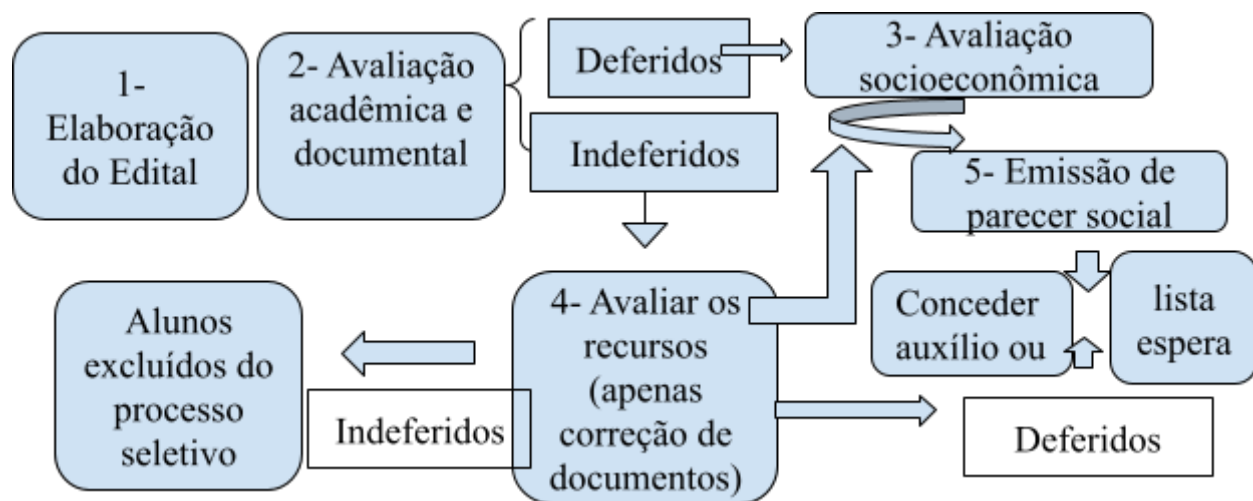 1-
Elaboração
do Edital
2- Avaliação
acadêmica e
documental
Deferidos
Indeferidos
3- Avaliação
socioeconômica
5- Emissão de
parecer social
Conceder
auxílio ou
lista
espera
4- Avaliar os
recursos
(apenas
correção de
documentos)
Alunos
excluídos do
processo
seletivo
Indeferidos
Deferidos